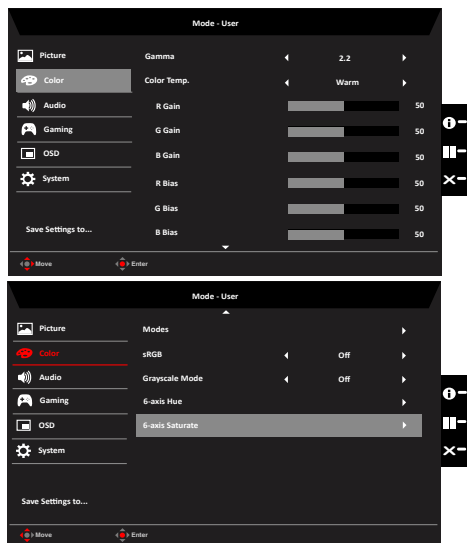 Mode - User
Picture
Gamma 2.2
Color
Color Temp. Warm
Audio
R Gain 50
Gaming
G Gain 50
OSD
B Gain 50
System
R Bias 50
G Bias 50
Save Settings to...
B Bias 50
Move Enter
Mode - User
Picture
Modes
Color
sRGB Off
Audio
Grayscale Mode Off
Gaming
6-axis Hue
OSD
6-axis Saturate
System
Save Settings to...
Move Enter